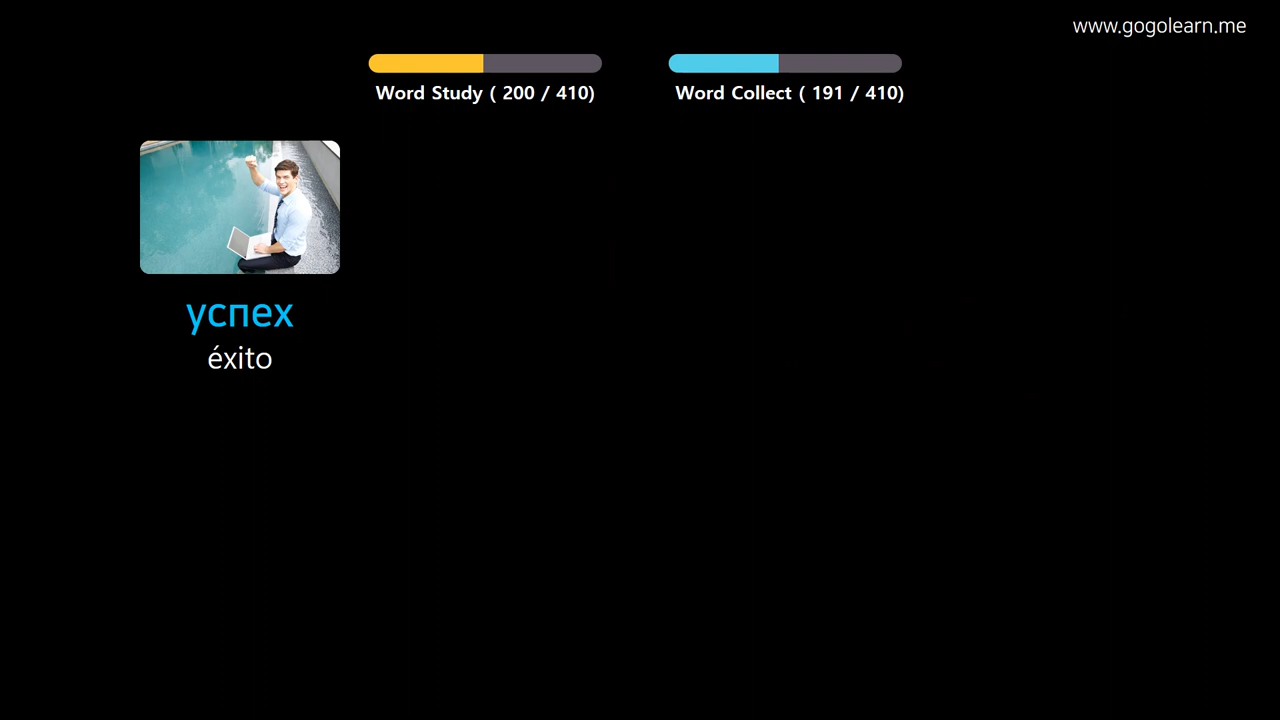 www.gogolearn.me
Word Study ( 200 / 410)
Word Collect ( 191 / 410)
успех
éxito